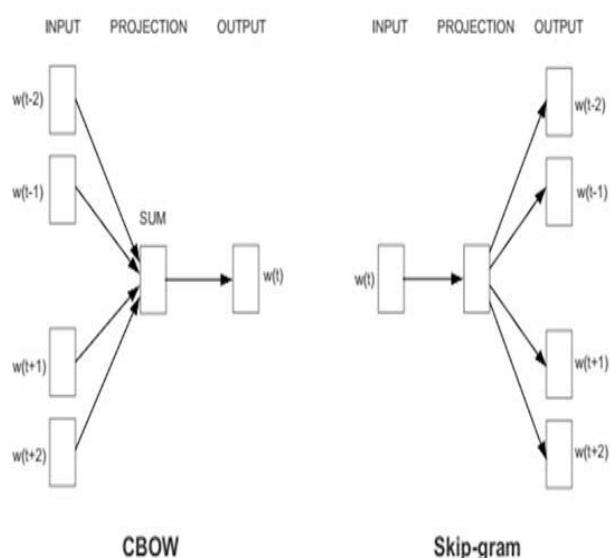 INPUT PROJECTION OUTPUT
w(t-2)
w(t-1)
SUM
w(t)
w(t+1)
w(t+2)
CBOW
INPUT PROJECTION OUTPUT
w(t-2)
w(t-1)
w(t)
w(t+1)
w(t+2)
Skip-gram